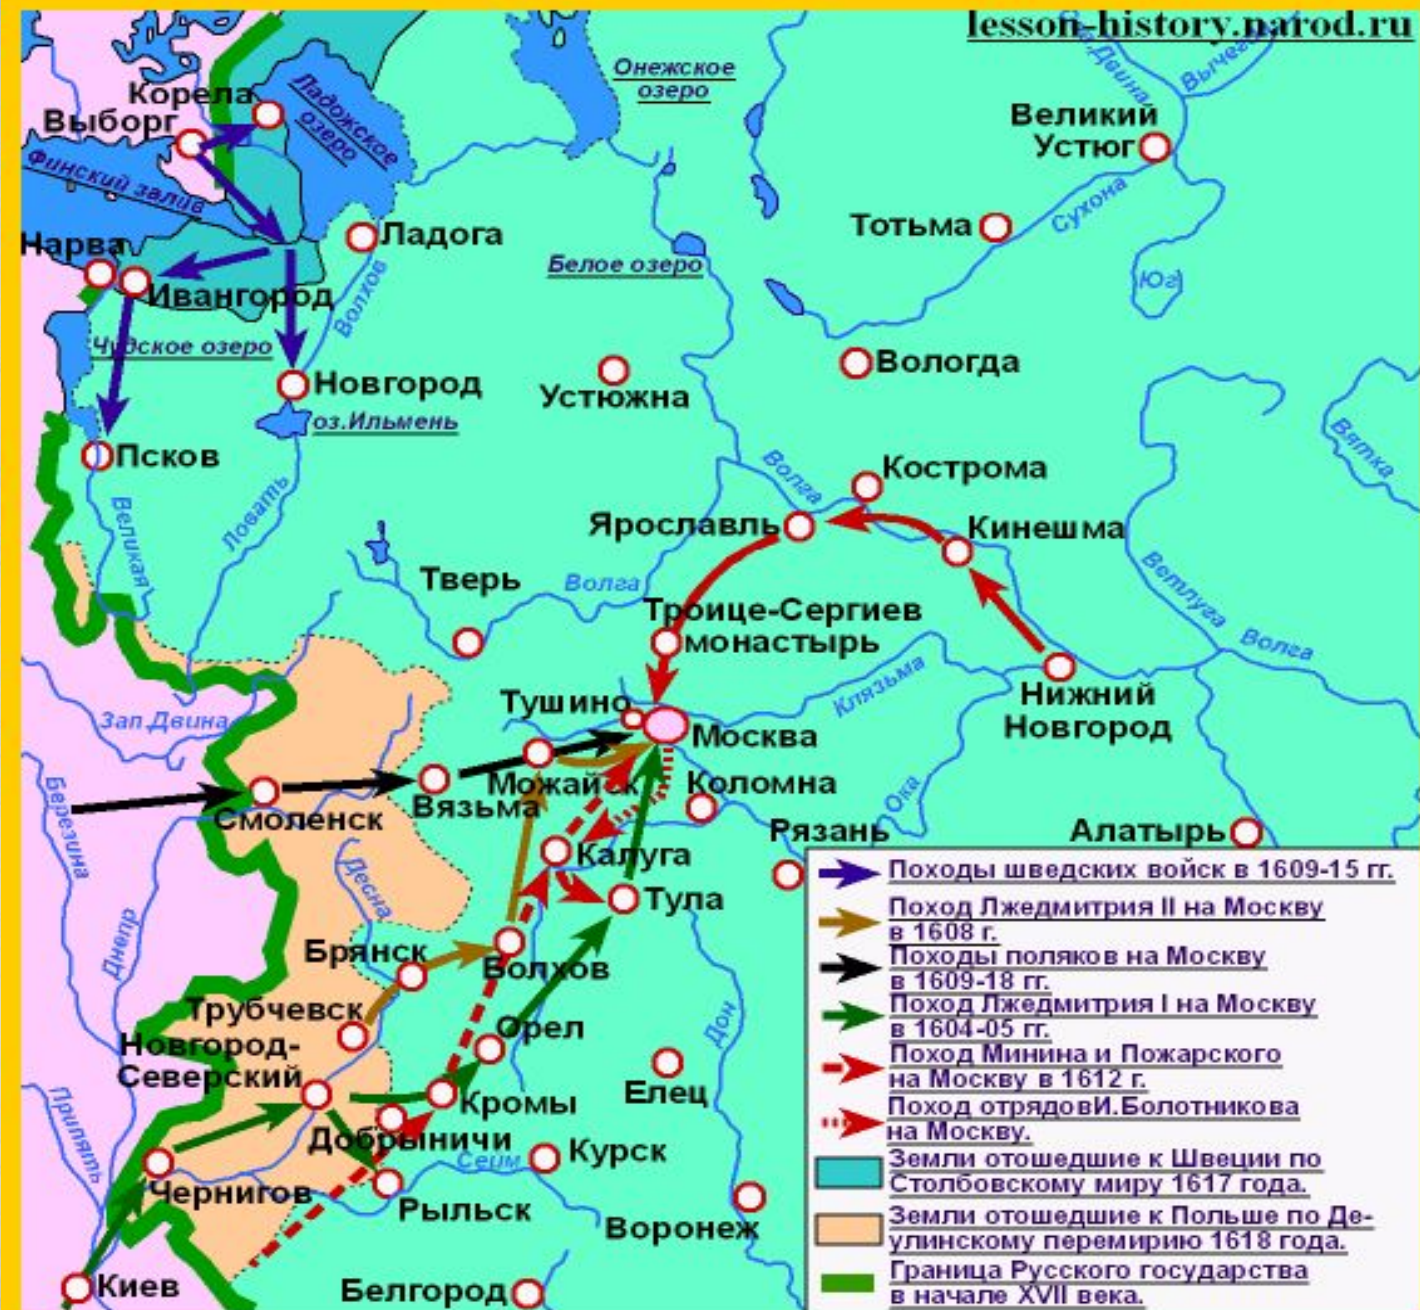 lesson-history.narod.ru
Онежское
озеро
Вычегда
Двина
Ладожское
озеро
Корела
Выборг
Великий
Устюг
Финский залив
Сухона
Тотьма
Ладога
Нарва
Белое озеро
Юг
Ивангород
Волхов
Чудское озеро
Вологда
Новгород
Устюжна
оз.Ильмень
Вятка
Псков
Кострома
Волга
Ловать
Великая
Ярославль
Кинешма
Тверь
Волга
Ветлуга
Троице-Сергиев
монастырь
Волга
Клязьма
Тушино
Нижний
Новгород
Зап.Двина
Москва
Можайск
Коломна
Вязьма
Березина
Смоленск
Ока
Рязань
Алатырь
Калуга
Десна
Тула
Днепр
Брянск
Болхов
Трубчевск
Орел
Дон
Новгород-
Северский
Елец
Кромы
Припять
Добрыничи
Сейм
Курск
Чернигов
Рыльск
Воронеж
Киев
Белгород
Походы шведских войск в 1609-15 гг.
Поход Лжедмитрия II на Москву
в 1608 г.
Походы поляков на Москву
в 1609-18 гг.
Поход Лжедмитрия I на Москву
в 1604-05 гг.
Поход Минина и Пожарского
на Москву в 1612 г.
Поход отрядовИ.Болотникова
на Москву.
Земли отошедшие к Швеции по
Столбовскому миру 1617 года.
Земли отошедшие к Польше по Де-
улинскому перемирию 1618 года.
Граница Русского государства
в начале XVII века.